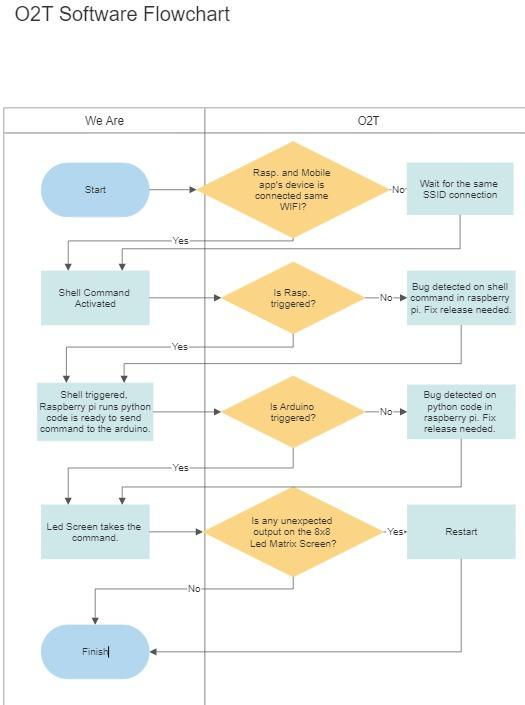 O2T Software Flowchart
We Are
O2T
Start
Rasp. and Mobile
app's device is
connected same
WIFI?
No
Wait for the same
SSID connection
Yes
Shell Command
Activated
Is Rasp.
triggered?
No
Bug detected on shell
command in raspberry
pi. Fix release needed.
Yes
Shell triggered,
Raspberry pi runs python
code is ready to send
command to the arduino.
Is Arduino
triggered?
No
Bug detected on
python code in
raspberry pi. Fix
release needed.
Yes
Led Screen takes the
command.
Is any unexpected
output on the 8x8
Led Matrix Screen?
Yes
Restart
No
Finish